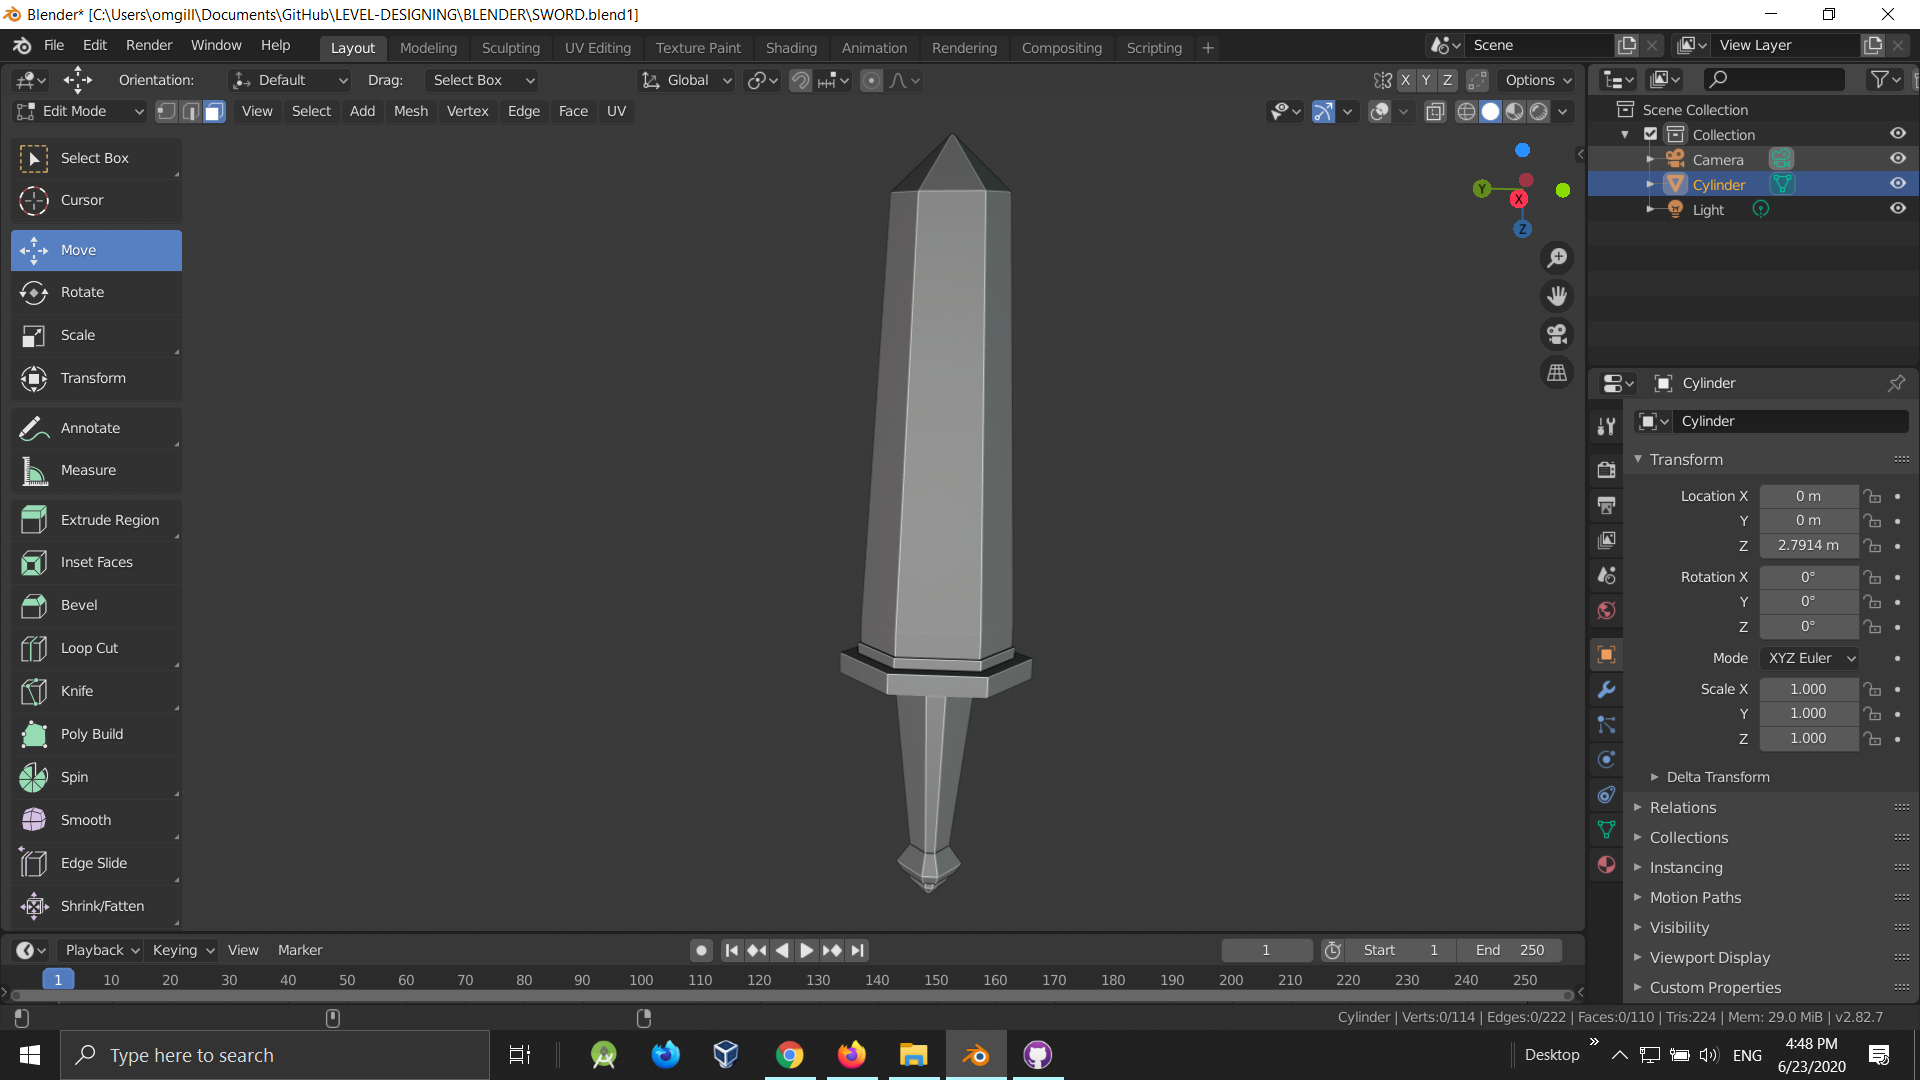 Blender* [C:\Users\omgill\Documents\GitHub\LEVEL-DESIGNING\BLENDER\SWORD.blend1]
File Edit Render Window Help Layout Modeling Sculpting UV Editing Texture Paint Shading Animation Rendering Compositing Scripting + Scene View Layer
Orientation: Default Drag: Select Box Global X Y Z Options
Edit Mode View Select Add Mesh Vertex Edge Face UV
Select Box
Cursor
Move
Rotate
Scale
Transform
Annotate
Measure
Extrude Region
Inset Faces
Bevel
Loop Cut
Knife
Poly Build
Spin
Smooth
Edge Slide
Shrink/Fatten
Y
X
Z
Scene Collection
Collection
Camera
Cylinder
Light
Cylinder
Cylinder
Transform
Location X 0 m
Y 0 m
Z 2.7914 m
Rotation X 0°
Y 0°
Z 0°
Mode XYZ Euler
Scale X 1.000
Y 1.000
Z 1.000
Delta Transform
Relations
Collections
Instancing
Motion Paths
Visibility
Viewport Display
Custom Properties
Playback Keying View Marker 1 Start 1 End 250
1 10 20 30 40 50 60 70 80 90 100 110 120 130 140 150 160 170 180 190 200 210 220 230 240 250
Cylinder | Verts:0/114 | Edges:0/222 | Faces:0/110 | Tris:224 | Mem: 29.0 MiB | v2.82.7
Type here to search
Desktop
ENG
4:48 PM
6/23/2020